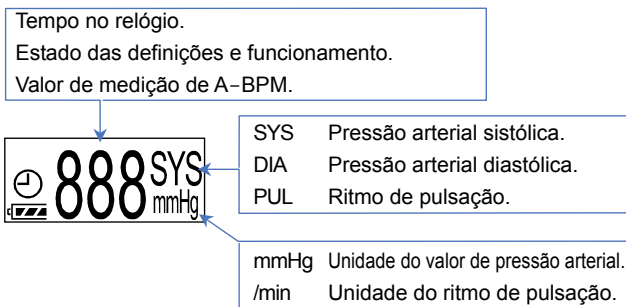 Tempo no relógio.
Estado das definições e funcionamento.
Valor de medição de A−BPM.
SYS Pressão arterial sistólica.
DIA Pressão arterial diastólica.
PUL Ritmo de pulsação.
888 SYS
mmHg
mmHg Unidade do valor de pressão arterial.
/min Unidade do ritmo de pulsação.